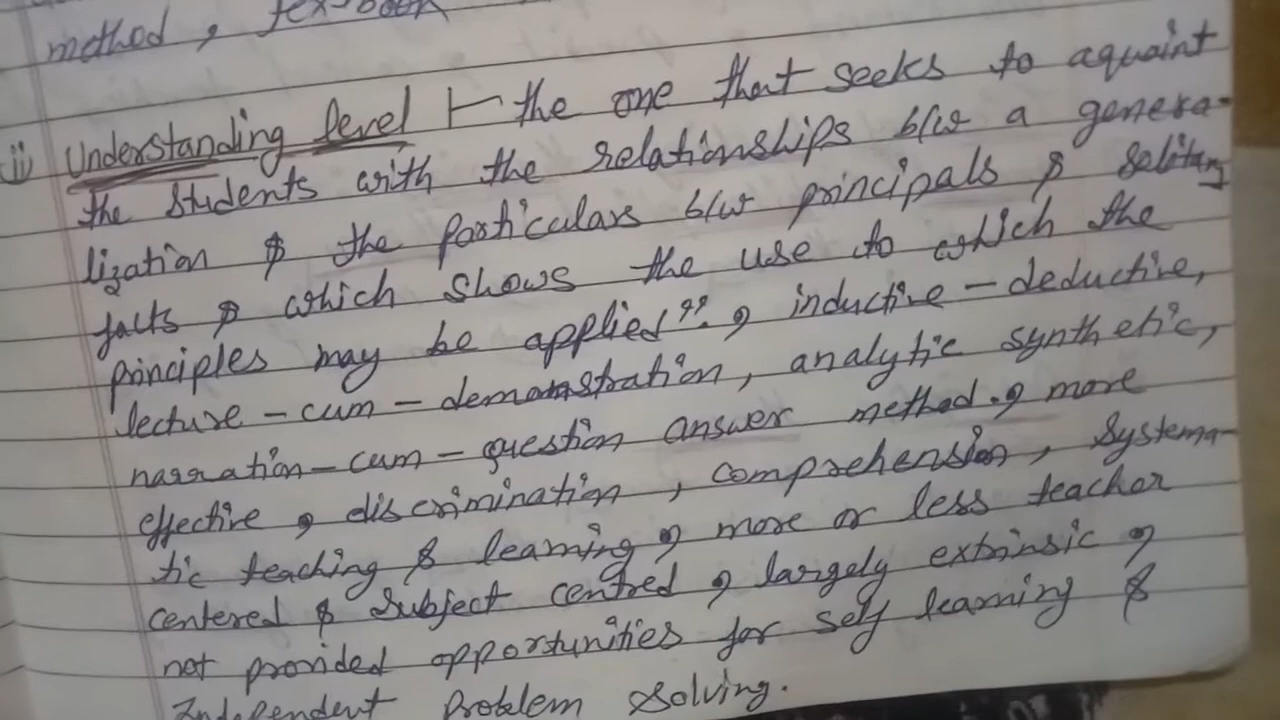 method, text-book
ii) Understanding level :- the one that seeks to aquaint
the students with the relationships b/w a genera-
lization & the particulars b/w principals & solitary
facts & which shows the use to which the
principles may be applied". , inductive - deductive,
lecture - cum - demonstration, analytic synthetic,
narration - cum - question answer method. , more
effective , discrimination , comprehension , systema-
tic teaching & learning , more or less teacher
centered & subject centred , largely extrinsic ,
not provided opportunities for self learning &
Independent problem solving.